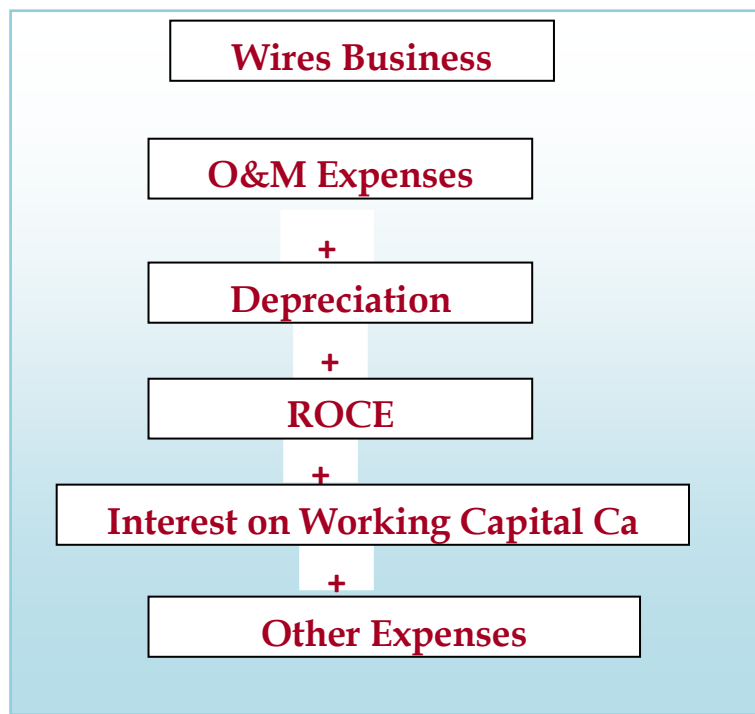 Wires Business
O&M Expenses
+
Depreciation
+
ROCE
+
Interest on Working Capital Ca
+
Other Expenses